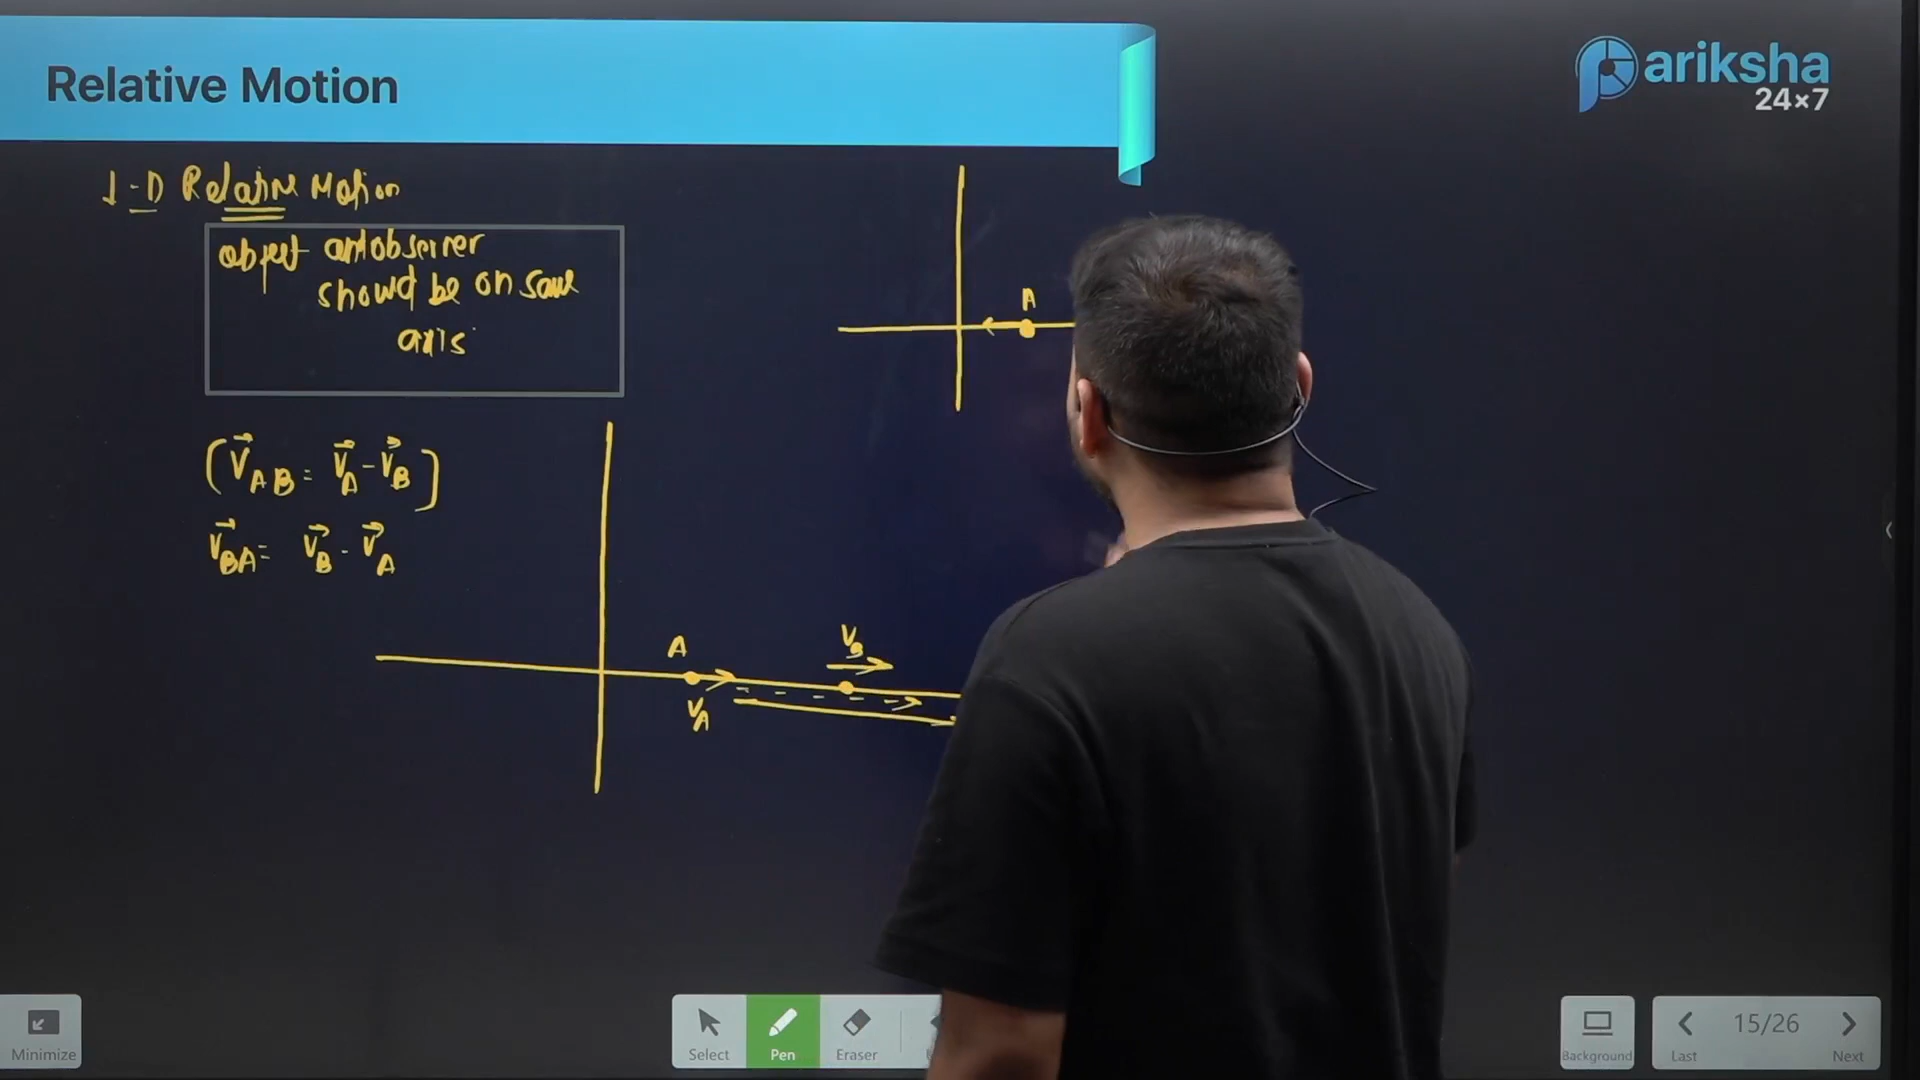 Relative Motion
Pariksha
24×7
1-D Relative Motion
object and observer
should be on same
axis
(V⃗AB = V⃗A - V⃗B)
V⃗BA = V⃗B - V⃗A
A
A
VB
VA
Minimize
Select
Pen
Eraser
Background
Last
15/26
Next